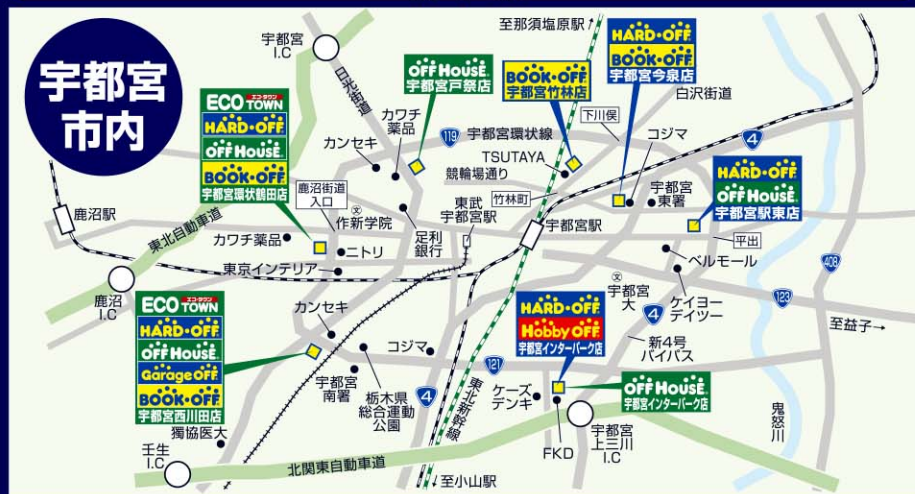 宇都宮
市内
宇都宮
I.C
日光街道
至那須塩原駅
HARD・OFF
BOOK・OFF
宇都宮今泉店
白沢街道
OFF HOUSE
宇都宮戸祭店
BOOK・OFF
宇都宮竹林店
ECO エコ・タウン TOWN
HARD・OFF
OFF HOUSE
BOOK・OFF
宇都宮環状鶴田店
カワチ
薬品
カンセキ
119
宇都宮環状線
下川俣
コジマ
4
TSUTAYA
競輪場通り
竹林町
宇都宮
東署
HARD・OFF
OFF HOUSE
宇都宮駅東店
鹿沼駅
鹿沼街道
入口
文
作新学院
東武
宇都宮駅
宇都宮駅
平出
東北自動車道
カワチ薬品
ニトリ
足利
銀行
ベルモール
408
東京インテリア
文
宇都宮
大
ケイヨー
デイツー
123
鹿沼
I.C
カンセキ
ECO エコ・タウン TOWN
HARD・OFF
OFF HOUSE
Garage OFF
BOOK・OFF
宇都宮西川田店
HARD・OFF
Hobby OFF
宇都宮インターパーク店
4
新4号
バイパス
至益子→
コジマ
121
宇都宮
南署
栃木県
総合運動
公園
4
東北新幹線
ケーズ
デンキ
OFF HOUSE
宇都宮インターパーク店
鬼怒川
獨協医大
壬生
I.C
北関東自動車道
FKD
宇都宮
上三川
I.C
至小山駅